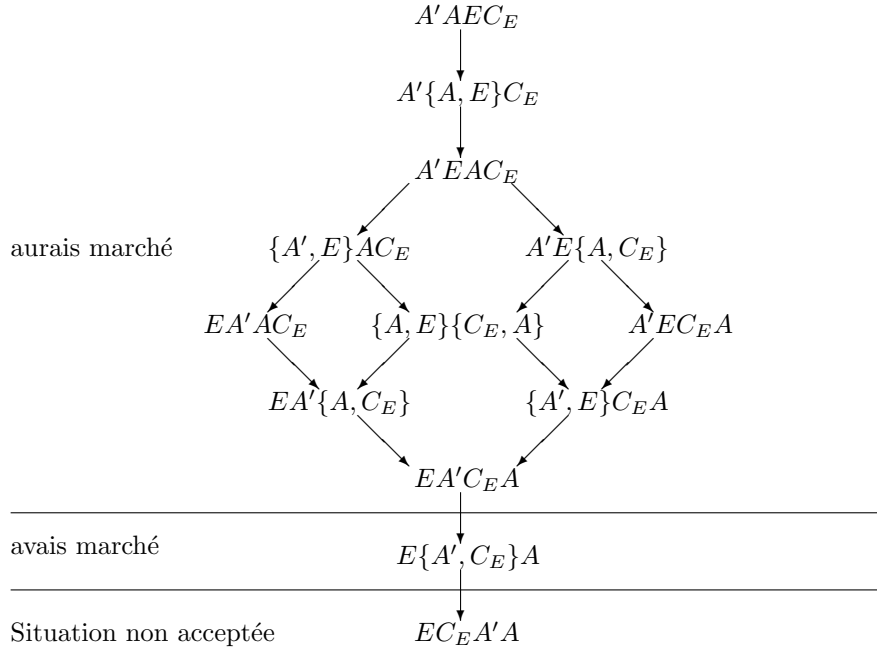 A′AEC_E
A′{A, E}C_E
A′EAC_E
aurais marché {A′, E}AC_E A′E{A, C_E}
EA′AC_E {A, E}{C_E, A} A′EC_EA
EA′{A, C_E} {A′, E}C_EA
EA′C_EA
avais marché E{A′, C_E}A
Situation non acceptée EC_EA′A